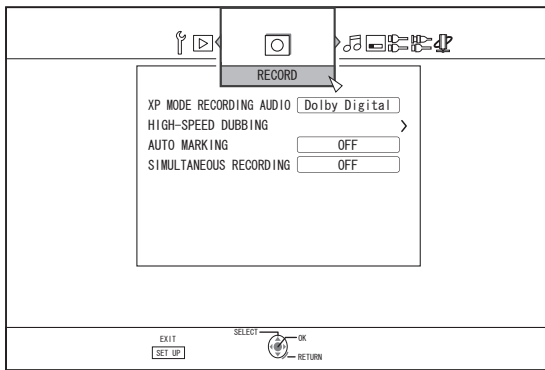 RECORD
XP MODE RECORDING AUDIO Dolby Digital
HIGH-SPEED DUBBING
AUTO MARKING OFF
SIMULTANEOUS RECORDING OFF
EXIT
SET UP
SELECT
OK
RETURN